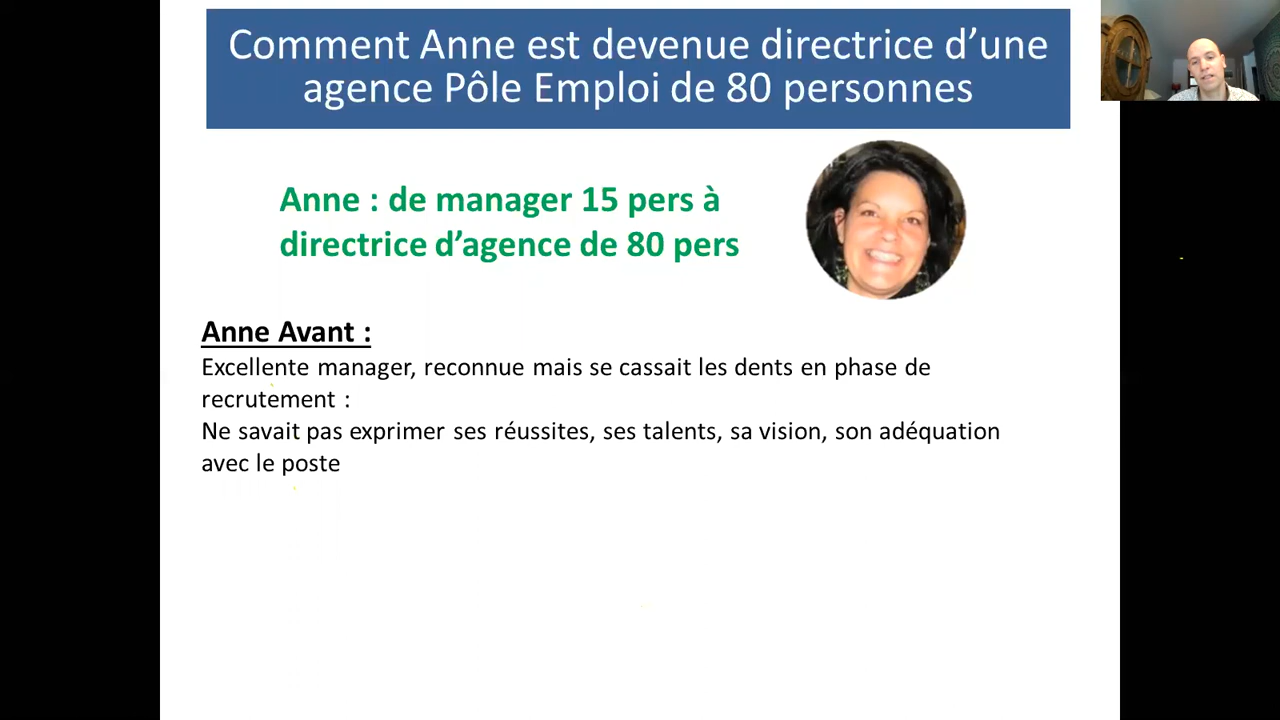 Comment Anne est devenue directrice d’une
agence Pôle Emploi de 80 personnes
Anne : de manager 15 pers à
directrice d’agence de 80 pers
Anne Avant :
Excellente manager, reconnue mais se cassait les dents en phase de
recrutement :
Ne savait pas exprimer ses réussites, ses talents, sa vision, son adéquation
avec le poste